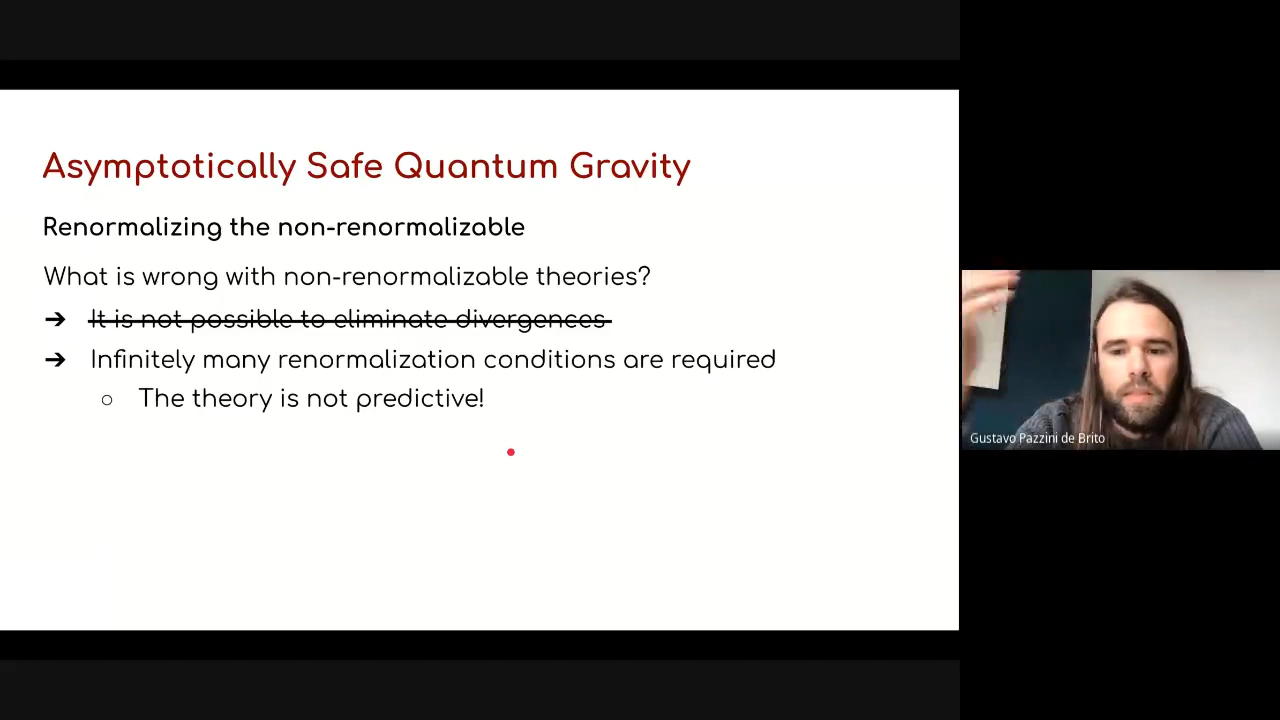 Asymptotically Safe Quantum Gravity
Renormalizing the non-renormalizable
What is wrong with non-renormalizable theories?
➔ It is not possible to eliminate divergences
➔ Infinitely many renormalization conditions are required
○ The theory is not predictive!
Gustavo Pazzini de Brito